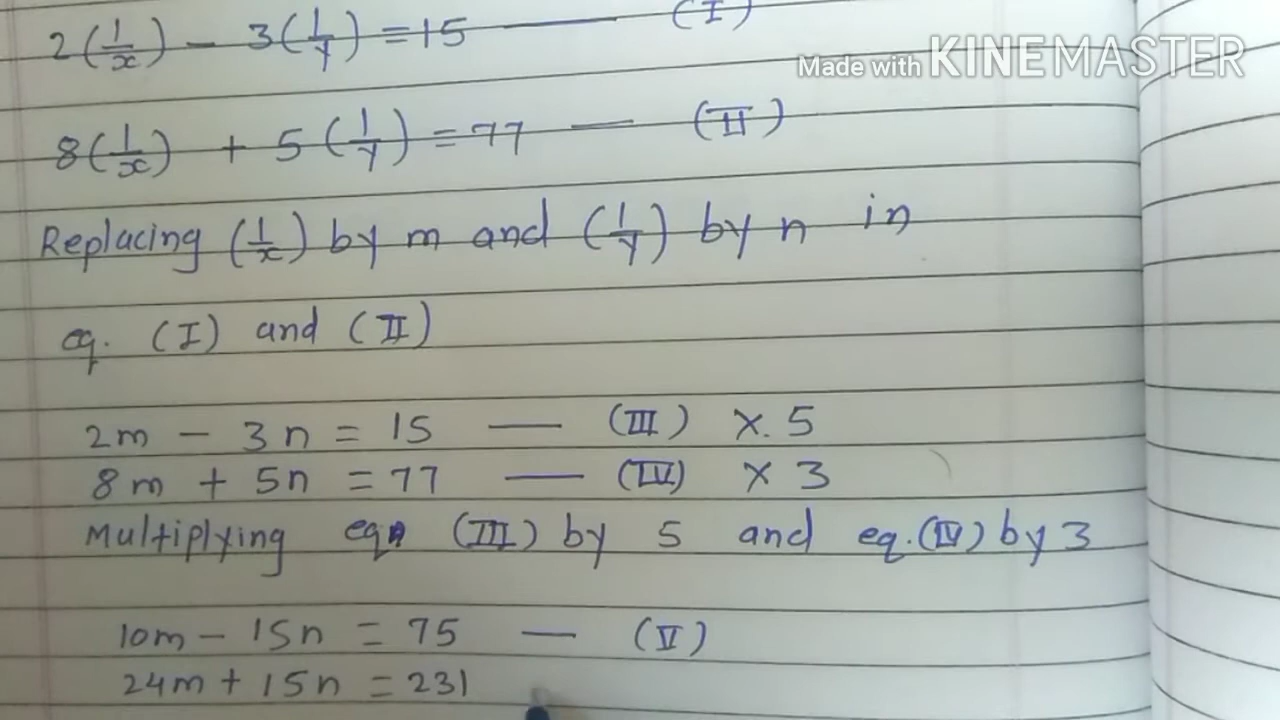 2(1/x) - 3(1/y) = 15 — (I)
Made with KINEMASTER
8(1/x) + 5(1/y) = 77 — (II)
Replacing (1/x) by m and (1/y) by n in
eq. (I) and (II)
2m - 3n = 15 — (III) x. 5
8m + 5n = 77 — (IV) x 3
Multiplying eqn (III) by 5 and eq.(IV) by 3
10m - 15n = 75 — (V)
24m + 15n = 231